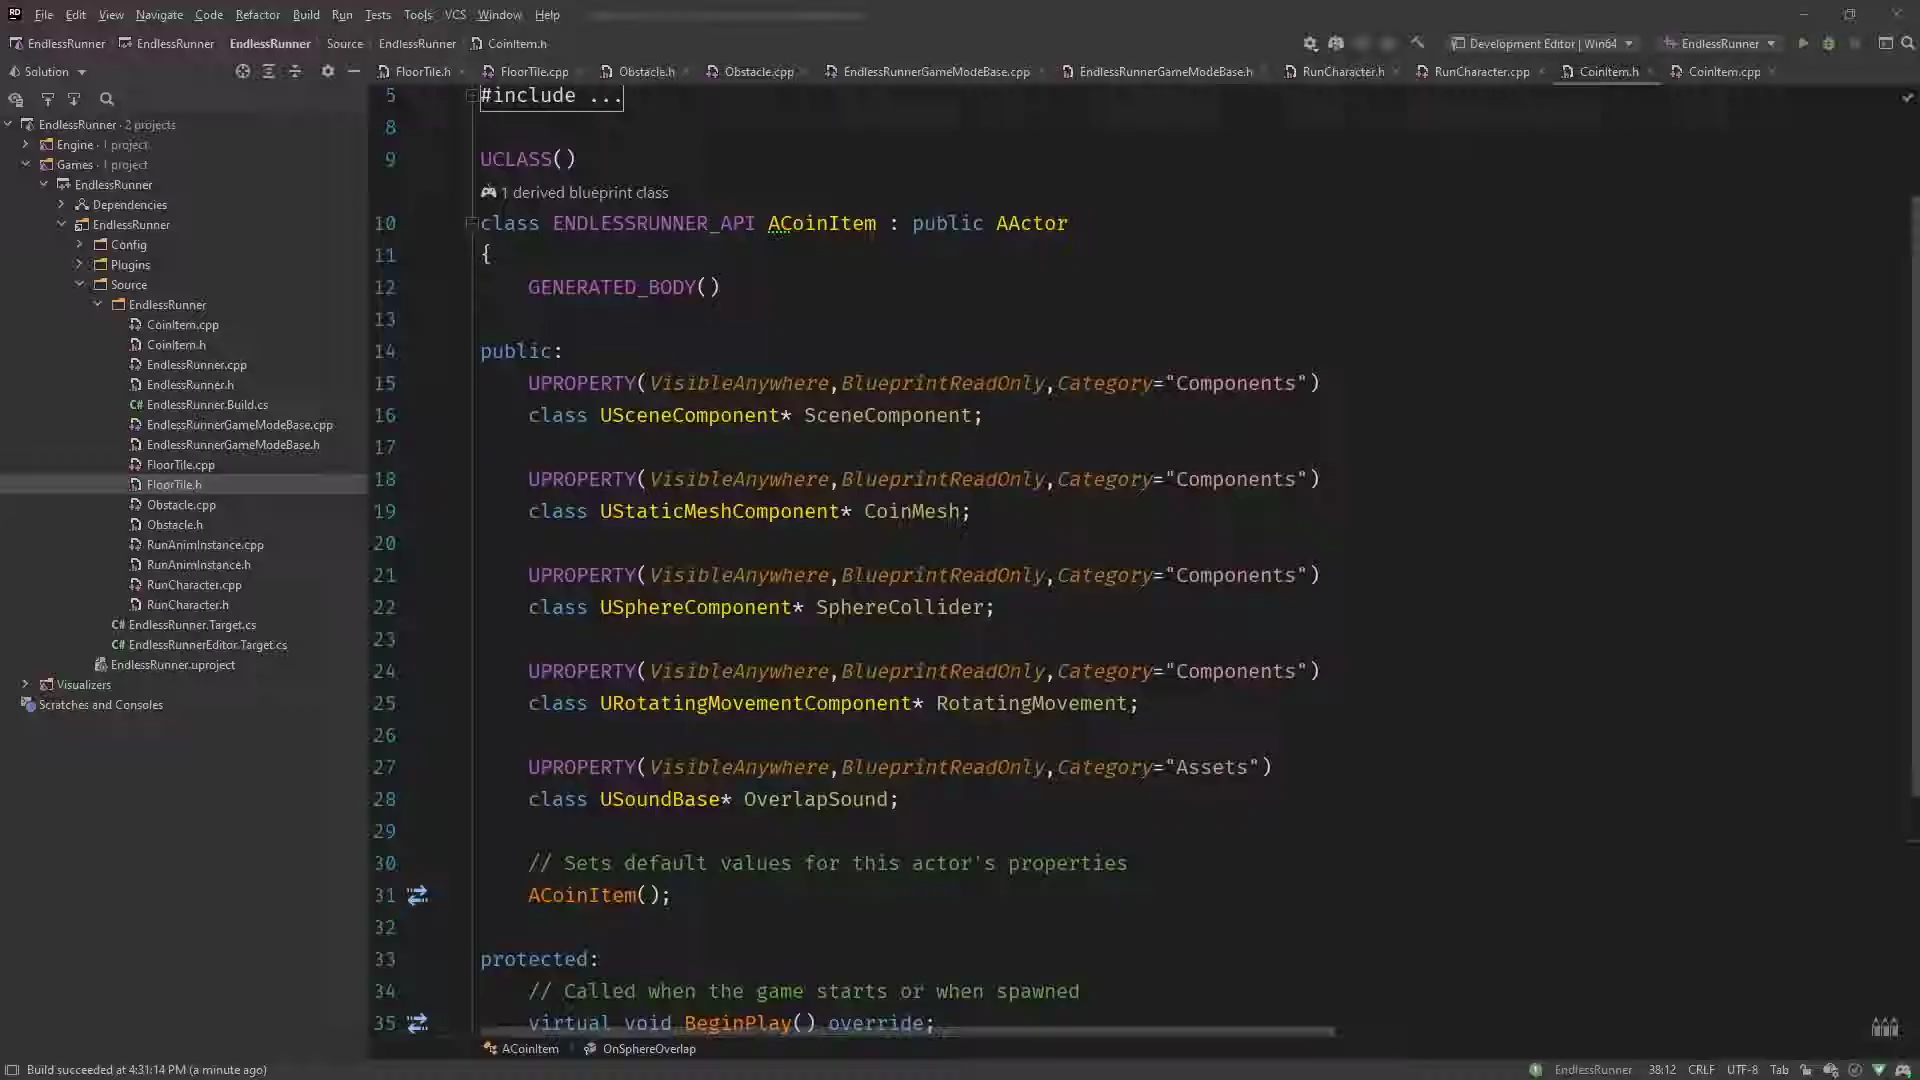 RD File Edit View Navigate Code Refactor Build Run Tests Tools VCS Window Help
EndlessRunner EndlessRunner EndlessRunner Source EndlessRunner CoinItem.h Development Editor | Win64 EndlessRunner
Solution FloorTile.h FloorTile.cpp Obstacle.h Obstacle.cpp EndlessRunnerGameModeBase.cpp EndlessRunnerGameModeBase.h RunCharacter.h RunCharacter.cpp CoinItem.h CoinItem.cpp
EndlessRunner · 2 projects
Engine · 1 project
Games · 1 project
EndlessRunner
Dependencies
EndlessRunner
Config
Plugins
Source
EndlessRunner
CoinItem.cpp
CoinItem.h
EndlessRunner.cpp
EndlessRunner.h
C# EndlessRunner.Build.cs
EndlessRunnerGameModeBase.cpp
EndlessRunnerGameModeBase.h
FloorTile.cpp
FloorTile.h
Obstacle.cpp
Obstacle.h
RunAnimInstance.cpp
RunAnimInstance.h
RunCharacter.cpp
RunCharacter.h
C# EndlessRunner.Target.cs
C# EndlessRunnerEditor.Target.cs
EndlessRunner.uproject
Visualizers
Scratches and Consoles
5 #include ...
8
9 UCLASS()
1 derived blueprint class
10 class ENDLESSRUNNER_API ACoinItem : public AActor
11 {
12 GENERATED_BODY()
13
14 public:
15 UPROPERTY(VisibleAnywhere,BlueprintReadOnly,Category="Components")
16 class USceneComponent* SceneComponent;
17
18 UPROPERTY(VisibleAnywhere,BlueprintReadOnly,Category="Components")
19 class UStaticMeshComponent* CoinMesh;
20
21 UPROPERTY(VisibleAnywhere,BlueprintReadOnly,Category="Components")
22 class USphereComponent* SphereCollider;
23
24 UPROPERTY(VisibleAnywhere,BlueprintReadOnly,Category="Components")
25 class URotatingMovementComponent* RotatingMovement;
26
27 UPROPERTY(VisibleAnywhere,BlueprintReadOnly,Category="Assets")
28 class USoundBase* OverlapSound;
29
30 // Sets default values for this actor's properties
31 ACoinItem();
32
33 protected:
34 // Called when the game starts or when spawned
35 virtual void BeginPlay() override;
ACoinItem OnSphereOverlap
Build succeeded at 4:31:14 PM (a minute ago) EndlessRunner 38:12 CRLF UTF-8 Tab